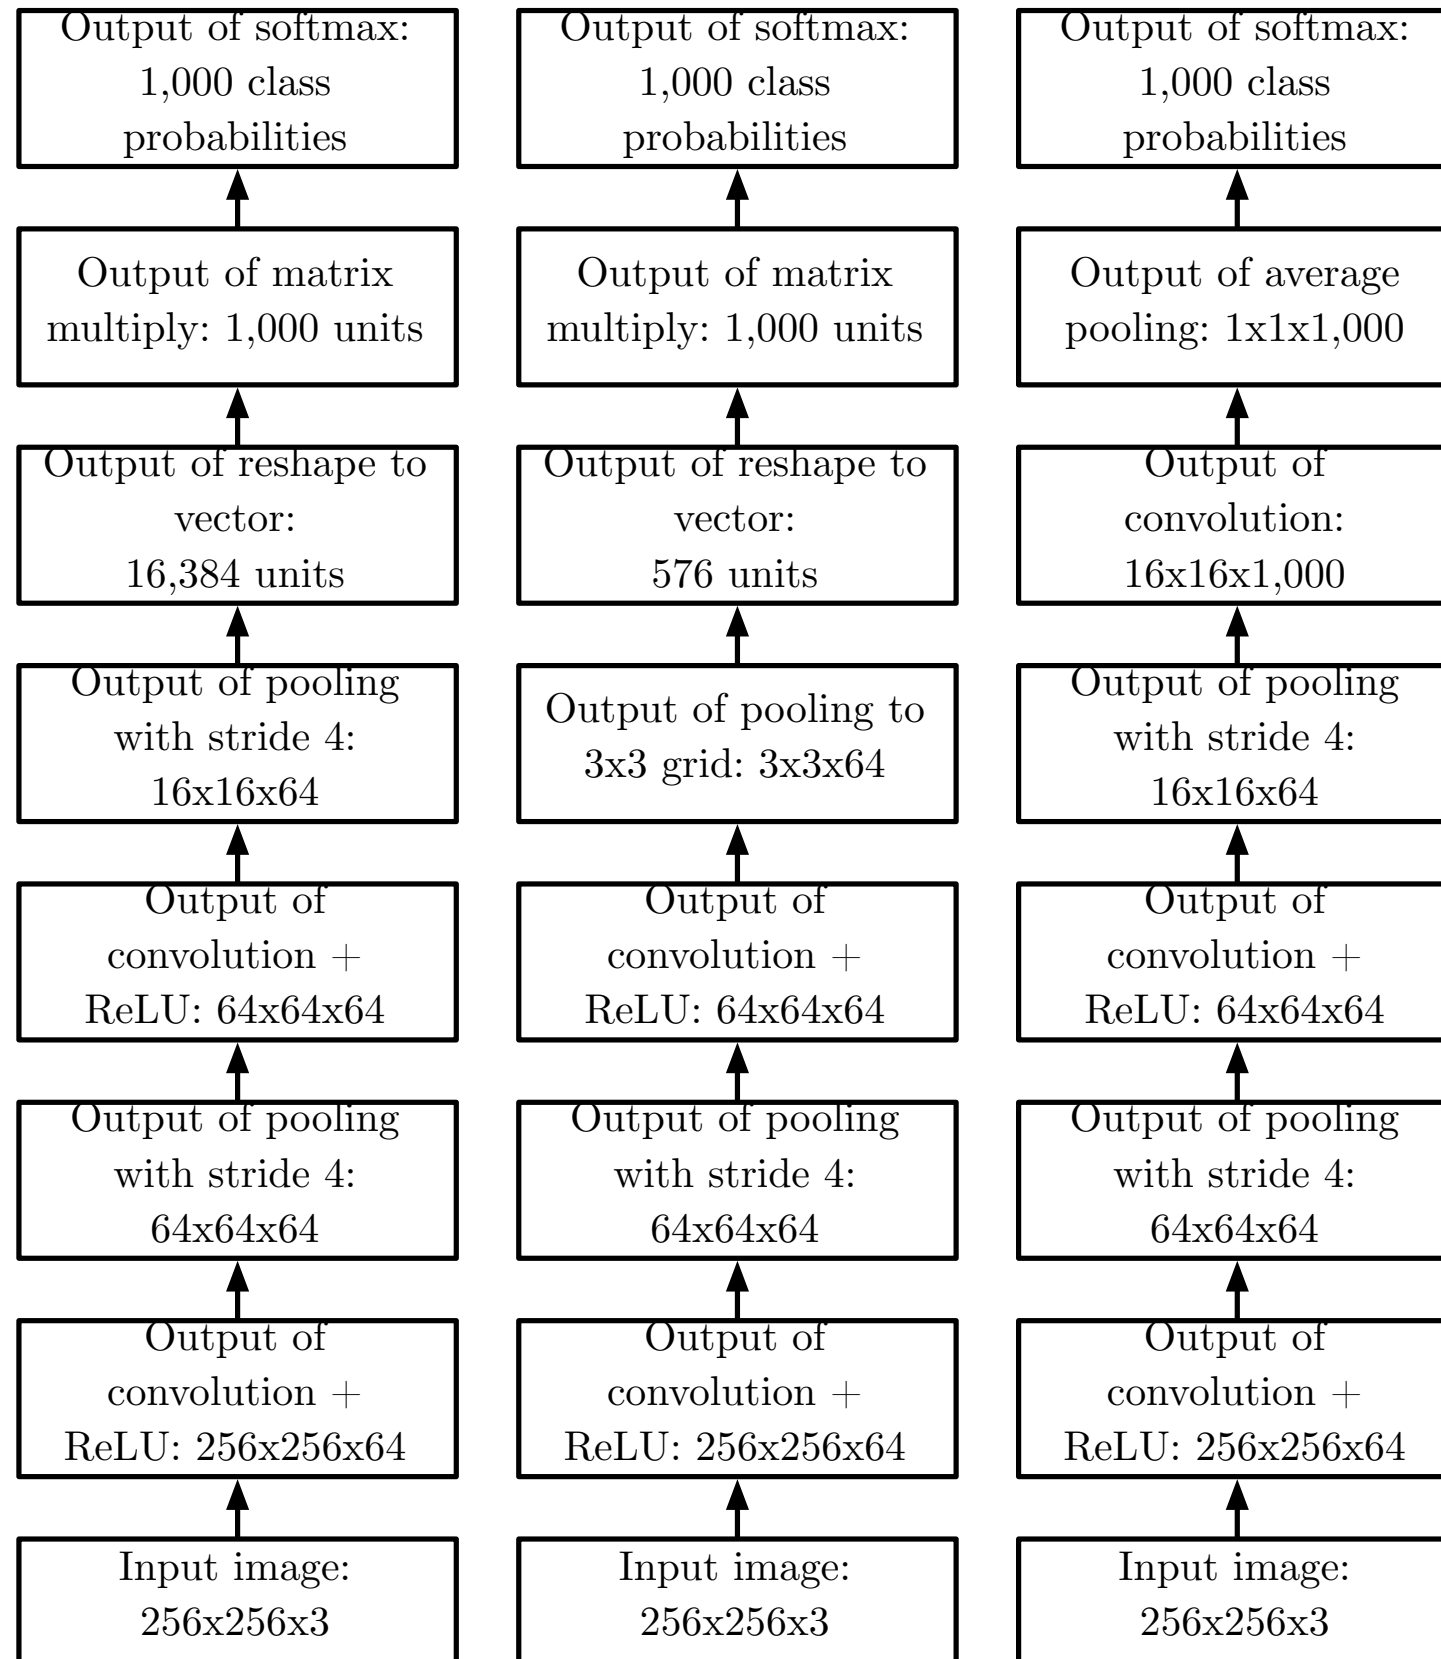 Output of softmax:
1,000 class
probabilities
Output of matrix
multiply: 1,000 units
Output of reshape to
vector:
16,384 units
Output of pooling
with stride 4:
16x16x64
Output of
convolution +
ReLU: 64x64x64
Output of pooling
with stride 4:
64x64x64
Output of
convolution +
ReLU: 256x256x64
Input image:
256x256x3
Output of softmax:
1,000 class
probabilities
Output of matrix
multiply: 1,000 units
Output of reshape to
vector:
576 units
Output of pooling to
3x3 grid: 3x3x64
Output of
convolution +
ReLU: 64x64x64
Output of pooling
with stride 4:
64x64x64
Output of
convolution +
ReLU: 256x256x64
Input image:
256x256x3
Output of softmax:
1,000 class
probabilities
Output of average
pooling: 1x1x1,000
Output of
convolution:
16x16x1,000
Output of pooling
with stride 4:
16x16x64
Output of
convolution +
ReLU: 64x64x64
Output of pooling
with stride 4:
64x64x64
Output of
convolution +
ReLU: 256x256x64
Input image:
256x256x3